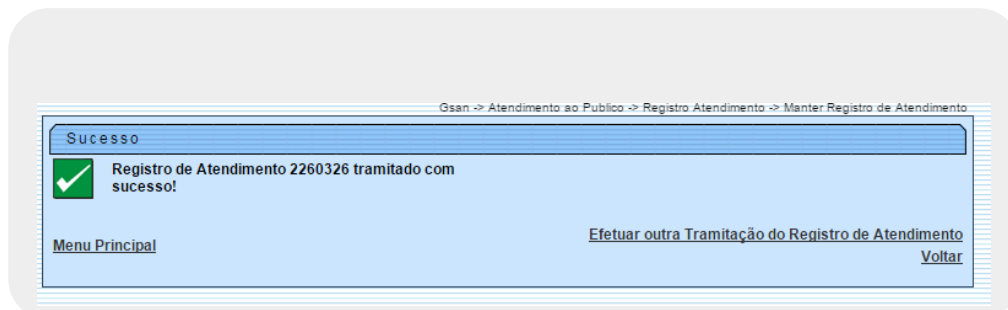 Gsan -> Atendimento ao Publico -> Registro Atendimento -> Manter Registro de Atendimento
Sucesso
Registro de Atendimento 2260326 tramitado com
sucesso!
Efetuar outra Tramitação do Registro de Atendimento
Menu Principal
Voltar